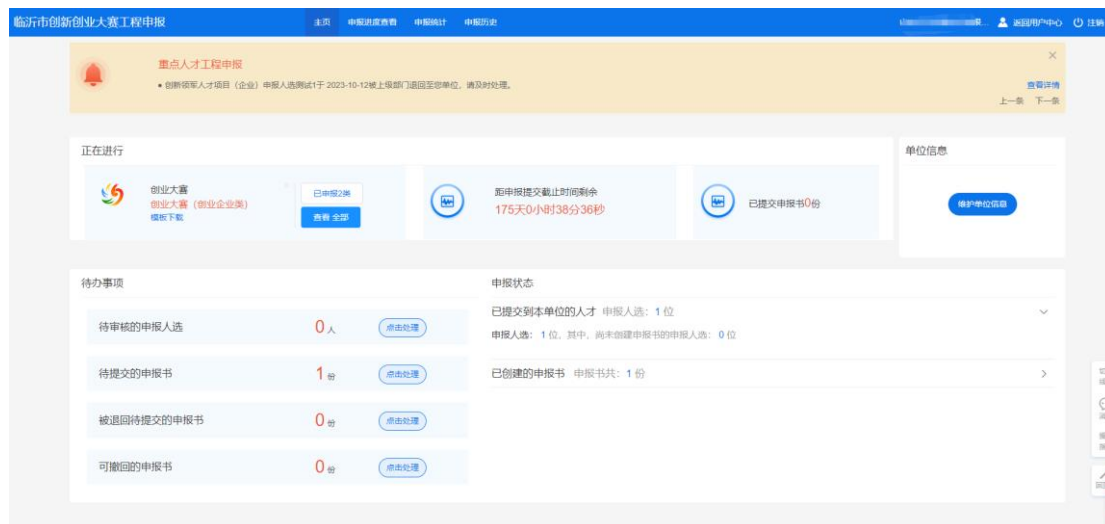 临沂市创新创业大赛工程申报
主页 申报进度查看 申报统计 申报历史
返回用户中心 注销
重点人才工程申报
• 创新领军人才项目（企业）申报人选测试1于 2023-10-12被上级部门退回至您单位，请及时处理。
查看详情
上一条 下一条
正在进行
创业大赛
创业大赛（创业企业类）
模板下载
已申报2类
查看全部
距申报提交截止时间剩余
175天0小时38分36秒
已提交申报书0份
单位信息
维护单位信息
待办事项
待审核的申报人选 0人 点击处理
待提交的申报书 1份 点击处理
被退回待提交的申报书 0份 点击处理
可撤回的申报书 0份 点击处理
申报状态
已提交到本单位的人才 申报人选：1 位
申报人选：1 位，其中，尚未创建申报书的申报人选：0 位
已创建的申报书 申报书共：1 份